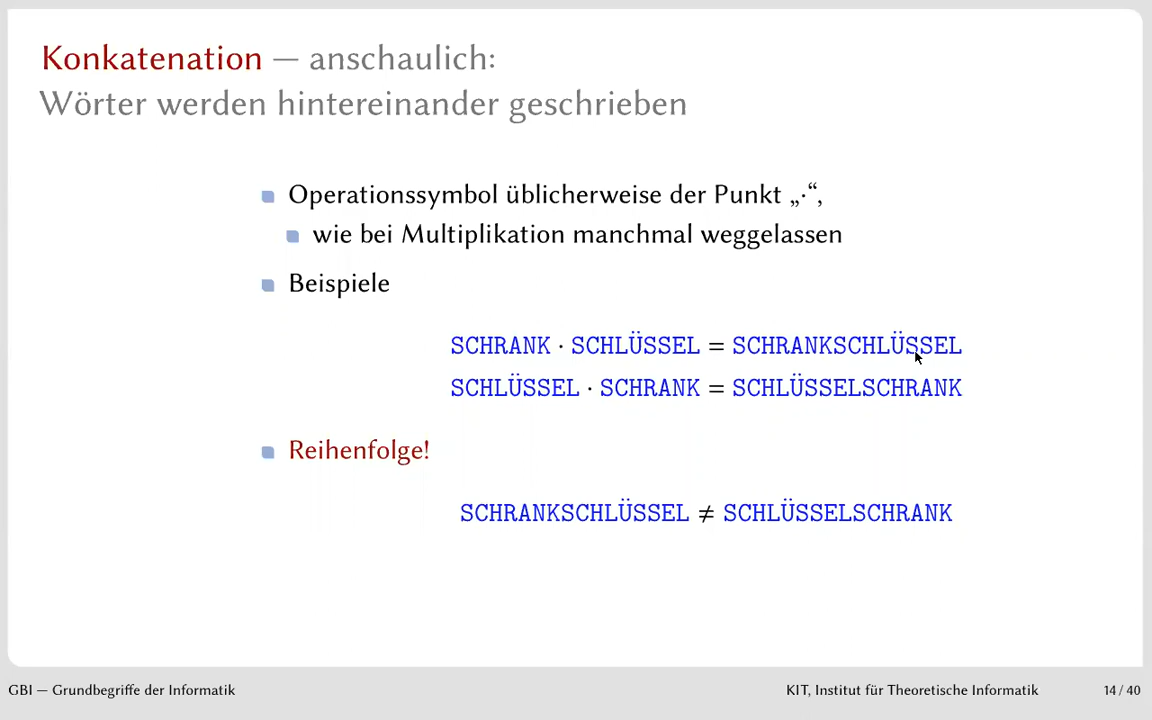 Konkatenation — anschaulich:
Wörter werden hintereinander geschrieben
Operationssymbol üblicherweise der Punkt „·“,
wie bei Multiplikation manchmal weggelassen
Beispiele
SCHRANK · SCHLÜSSEL = SCHRANKSCHLÜSSEL
SCHLÜSSEL · SCHRANK = SCHLÜSSELSCHRANK
Reihenfolge!
SCHRANKSCHLÜSSEL ≠ SCHLÜSSELSCHRANK
GBI — Grundbegriffe der Informatik KIT, Institut für Theoretische Informatik 14 / 40